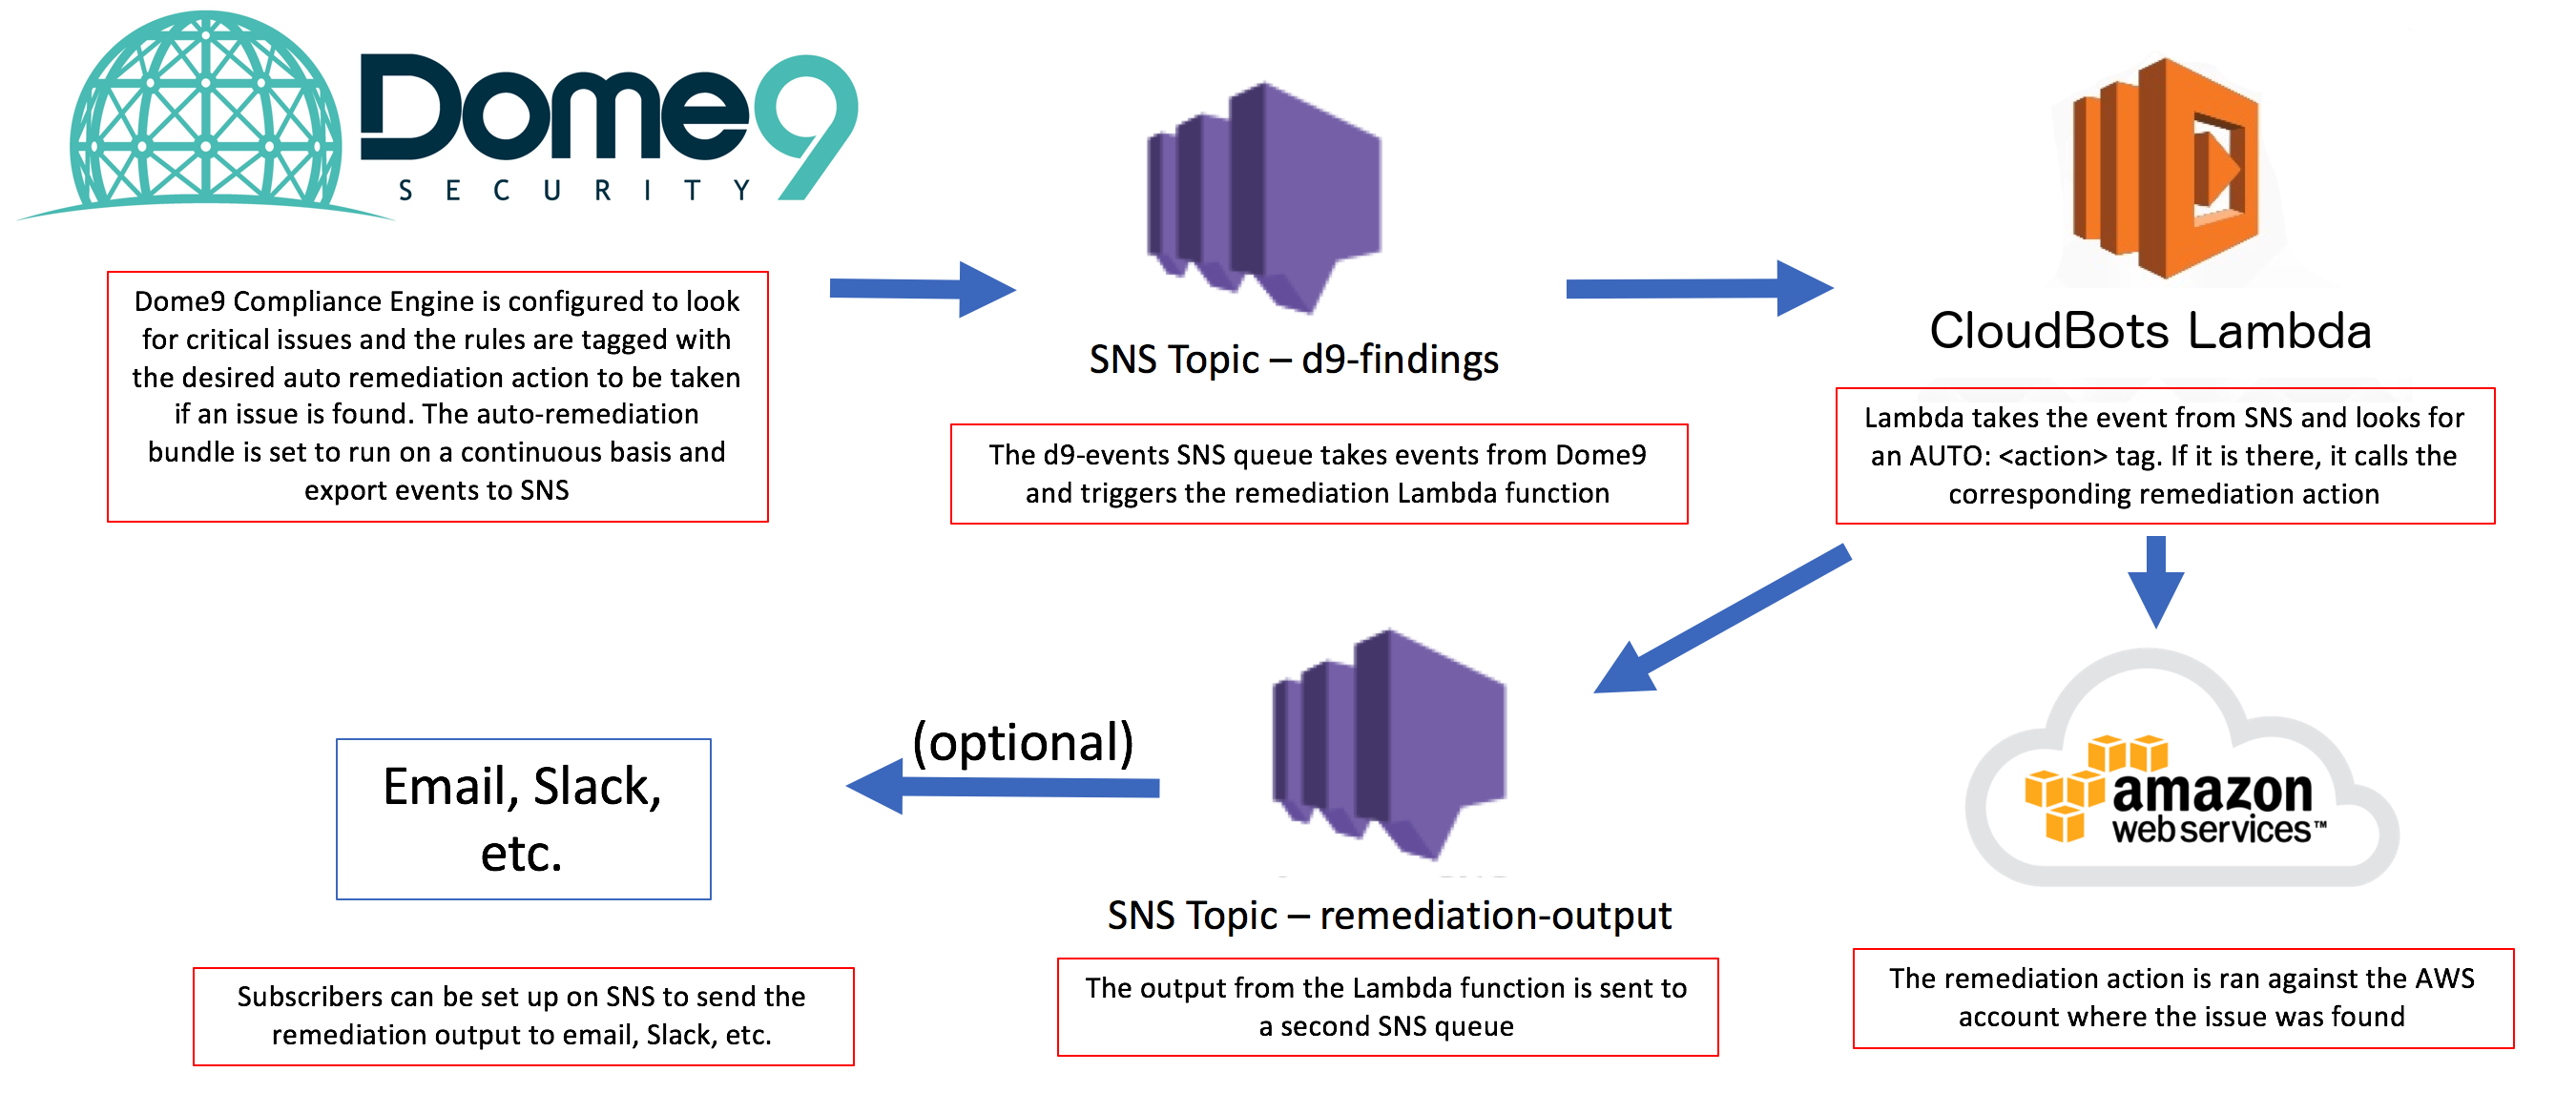 Dome9
SECURITY
Dome9 Compliance Engine is configured to look
for critical issues and the rules are tagged with
the desired auto remediation action to be taken
if an issue is found. The auto-remediation
bundle is set to run on a continuous basis and
export events to SNS
SNS Topic – d9-findings
The d9-events SNS queue takes events from Dome9
and triggers the remediation Lambda function
CloudBots Lambda
Lambda takes the event from SNS and looks for
an AUTO: <action> tag. If it is there, it calls the
corresponding remediation action
(optional)
Email, Slack,
etc.
Subscribers can be set up on SNS to send the
remediation output to email, Slack, etc.
SNS Topic – remediation-output
The output from the Lambda function is sent to
a second SNS queue
amazon
web services™
The remediation action is ran against the AWS
account where the issue was found